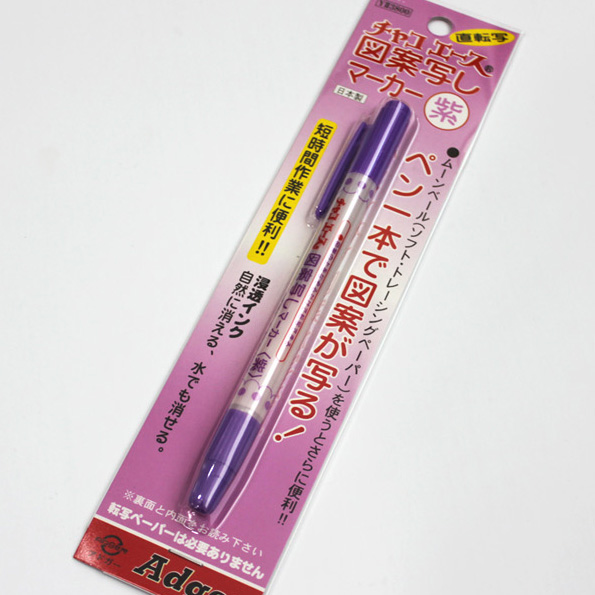 直転写
チャコエース
図案写し
マーカー
紫
日本製
●ムーンベール(ソフト・トレーシングペーパー)を使うとさらに便利!!
ペン一本で図案が写る!
短時間作業に便利!!
浸透インク
自然に消える、水でも消せる。
チャコエース
図案写しマーカー〈紫〉
※裏面と内面をお読み下さい
転写ペーパーは必要ありません